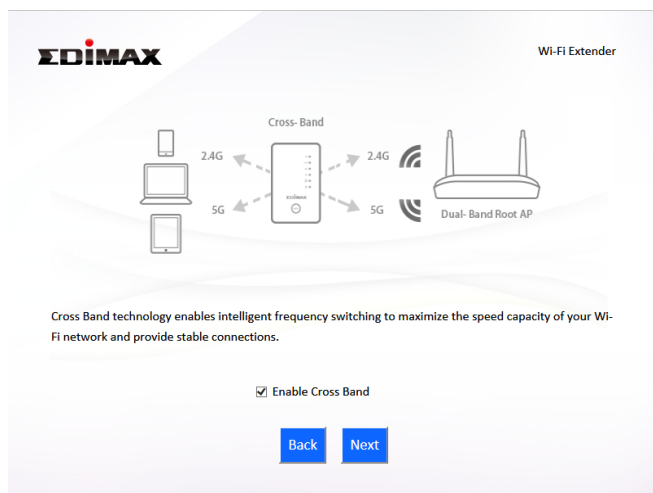 EDIMAX
Wi-Fi Extender
Cross- Band
2.4G
2.4G
EDIMAX
5G
5G
Dual- Band Root AP
Cross Band technology enables intelligent frequency switching to maximize the speed capacity of your Wi-
Fi network and provide stable connections.
Enable Cross Band
Back
Next